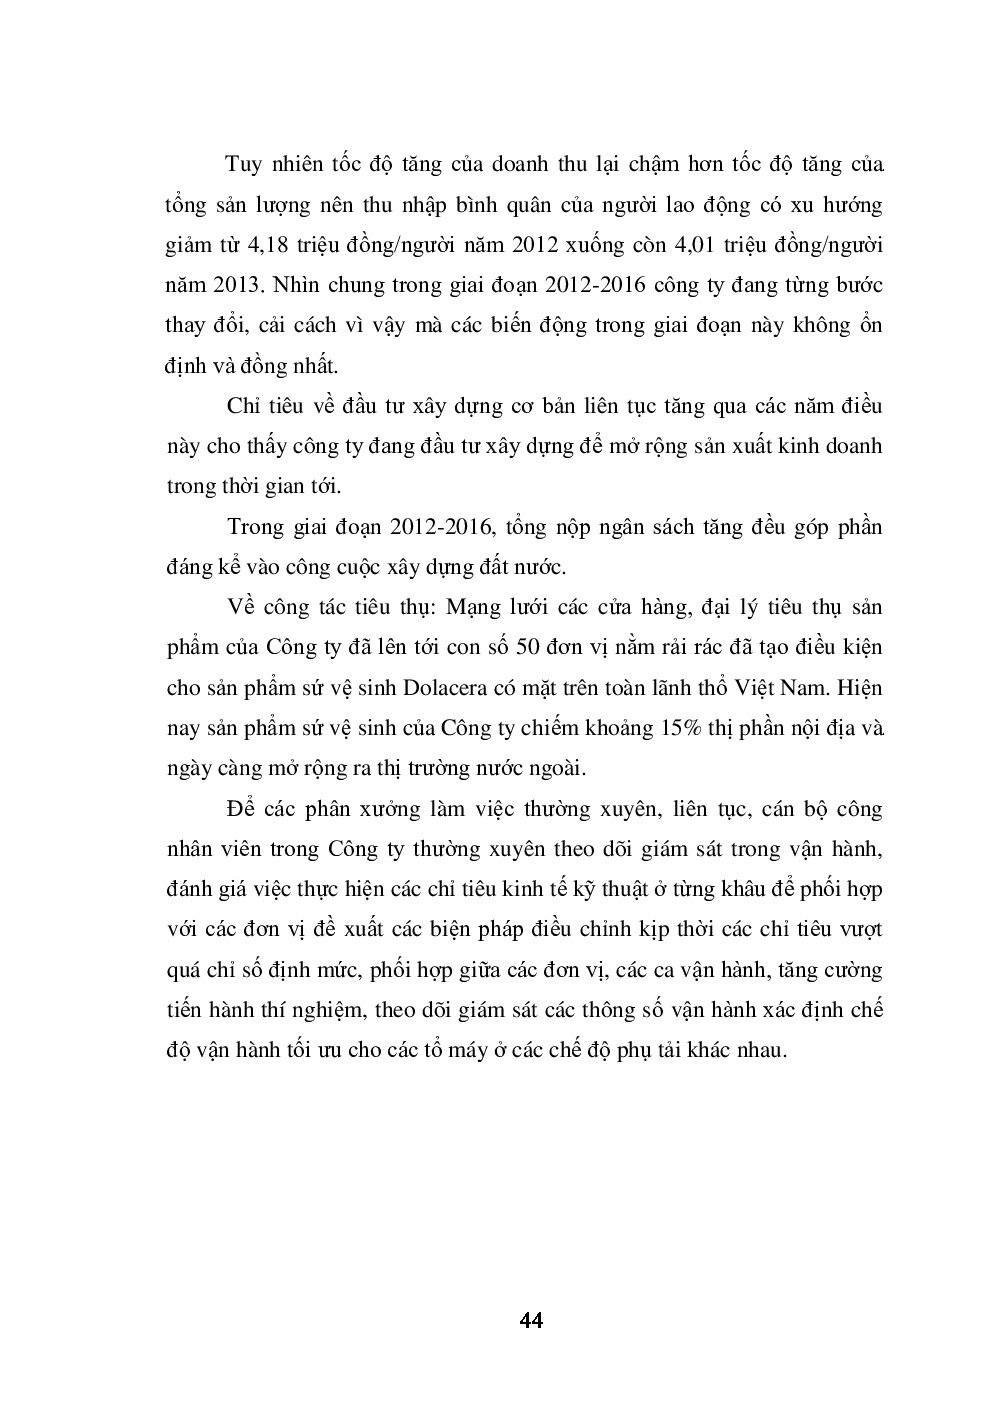 Tuy nhiên tốc độ tăng của doanh thu lại chậm hơn tốc độ tăng của
tổng sản lượng nên thu nhập bình quân của người lao động có xu hướng
giảm từ 4,18 triệu đồng/người năm 2012 xuống còn 4,01 triệu đồng/người
năm 2013. Nhìn chung trong giai đoạn 2012-2016 công ty đang từng bước
thay đổi, cải cách vì vậy mà các biến động trong giai đoạn này không ổn
định và đồng nhất.
Chỉ tiêu về đầu tư xây dựng cơ bản liên tục tăng qua các năm điều
này cho thấy công ty đang đầu tư xây dựng để mở rộng sản xuất kinh doanh
trong thời gian tới.
Trong giai đoạn 2012-2016, tổng nộp ngân sách tăng đều góp phần
đáng kể vào công cuộc xây dựng đất nước.
Về công tác tiêu thụ: Mạng lưới các cửa hàng, đại lý tiêu thụ sản
phẩm của Công ty đã lên tới con số 50 đơn vị nằm rải rác đã tạo điều kiện
cho sản phẩm sứ vệ sinh Dolacera có mặt trên toàn lãnh thổ Việt Nam. Hiện
nay sản phẩm sứ vệ sinh của Công ty chiếm khoảng 15% thị phần nội địa và
ngày càng mở rộng ra thị trường nước ngoài.
Để các phân xưởng làm việc thường xuyên, liên tục, cán bộ công
nhân viên trong Công ty thường xuyên theo dõi giám sát trong vận hành,
đánh giá việc thực hiện các chỉ tiêu kinh tế kỹ thuật ở từng khâu để phối hợp
với các đơn vị đề xuất các biện pháp điều chỉnh kịp thời các chỉ tiêu vượt
quá chỉ số định mức, phối hợp giữa các đơn vị, các ca vận hành, tăng cường
tiến hành thí nghiệm, theo dõi giám sát các thông số vận hành xác định chế
độ vận hành tối ưu cho các tổ máy ở các chế độ phụ tải khác nhau.
44